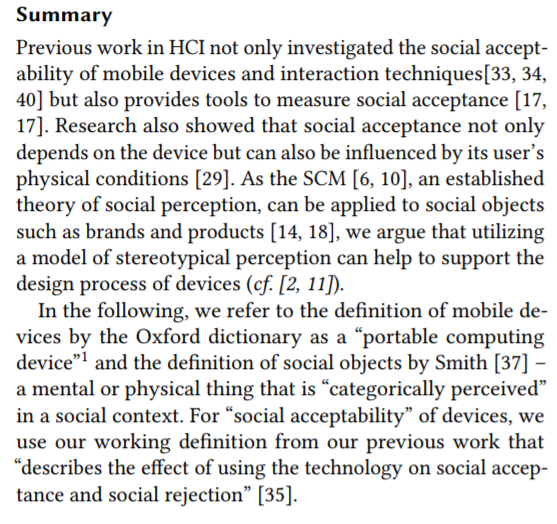 Summary
Previous work in HCI not only investigated the social accept-
ability of mobile devices and interaction techniques[33, 34,
40] but also provides tools to measure social acceptance [17,
17]. Research also showed that social acceptance not only
depends on the device but can also be influenced by its user's
physical conditions [29]. As the SCM [6, 10], an established
theory of social perception, can be applied to social objects
such as brands and products [14, 18], we argue that utilizing
a model of stereotypical perception can help to support the
design process of devices (cf. [2, 11]).
In the following, we refer to the definition of mobile de-
vices by the Oxford dictionary as a “portable computing
device”1 and the definition of social objects by Smith [37] –
a mental or physical thing that is “categorically perceived”
in a social context. For “social acceptability” of devices, we
use our working definition from our previous work that
“describes the effect of using the technology on social accep-
tance and social rejection” [35].